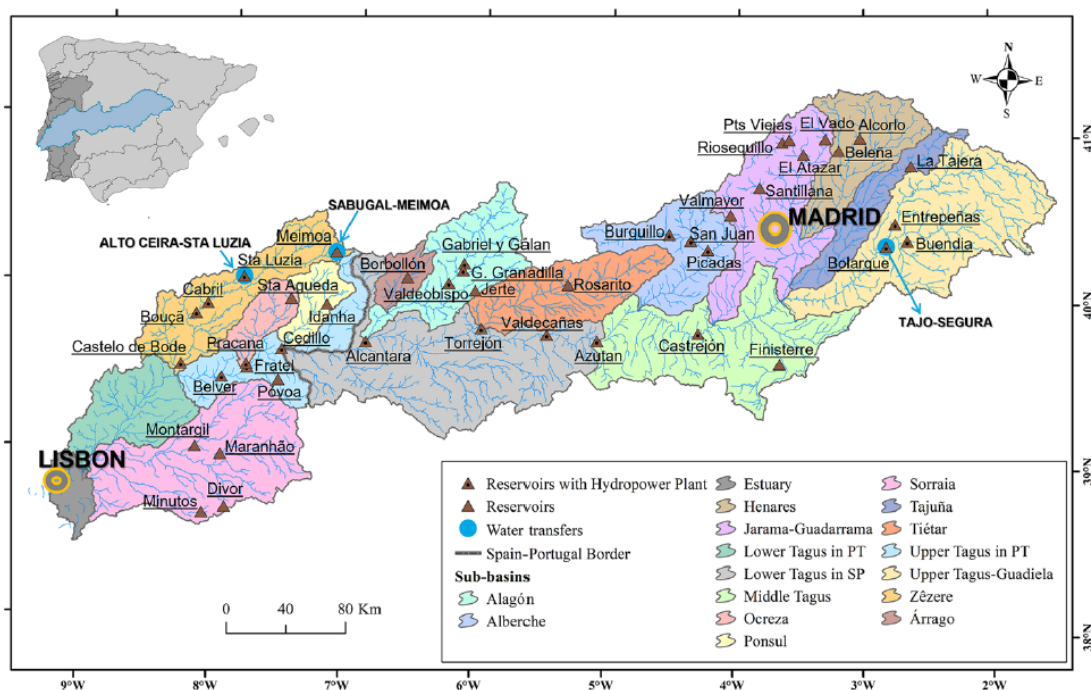 N
W E
S
41°N
40°N
39°N
38°N
Pts Viejas
El Vado
Alcorlo
Riosequillo
Beleña
El Atazar
La Tajera
Santillana
Valmayor
MADRID
Entrepeñas
Burguillo
San Juan
Buendia
Picadas
Bolarque
TAJO-SEGURA
SABUGAL-MEIMOA
ALTO CEIRA-STA LUZIA
Meimoa
Sta Luzia
Borbollón
Gabriel y Gálan
G. Granadilla
Valdeobispo
Jerte
Rosarito
Cabril
Sta Agueda
Bouçã
Idanha
Castelo de Bode
Pracana
Cedillo
Alcantara
Torrejón
Valdecañas
Azutan
Castrejón
Finisterre
Fratel
Belver
Póvoa
Montargil
Maranhão
LISBON
Minutos
Divor
Reservoirs with Hydropower Plant
Reservoirs
Water transfers
Spain-Portugal Border
Sub-basins
Alagón
Alberche
Estuary
Henares
Jarama-Guadarrama
Lower Tagus in PT
Lower Tagus in SP
Middle Tagus
Ocreza
Ponsul
Sorraia
Tajuña
Tiétar
Upper Tagus in PT
Upper Tagus-Guadiela
Zêzere
Árrago
0 40 80 Km
9°W 8°W 7°W 6°W 5°W 4°W 3°W 2°W